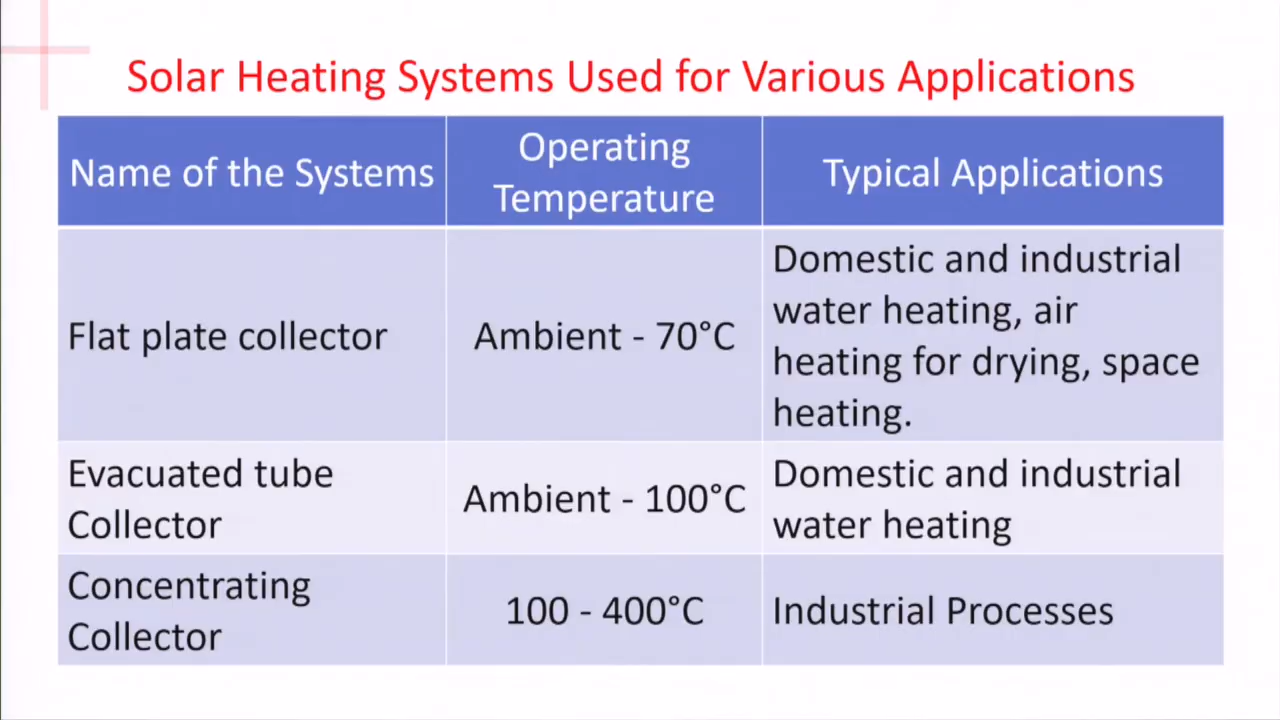 Solar Heating Systems Used for Various Applications
Name of the Systems
Operating
Temperature
Typical Applications
Flat plate collector
Ambient - 70°C
Domestic and industrial
water heating, air
heating for drying, space
heating.
Evacuated tube
Collector
Ambient - 100°C
Domestic and industrial
water heating
Concentrating
Collector
100 - 400°C
Industrial Processes